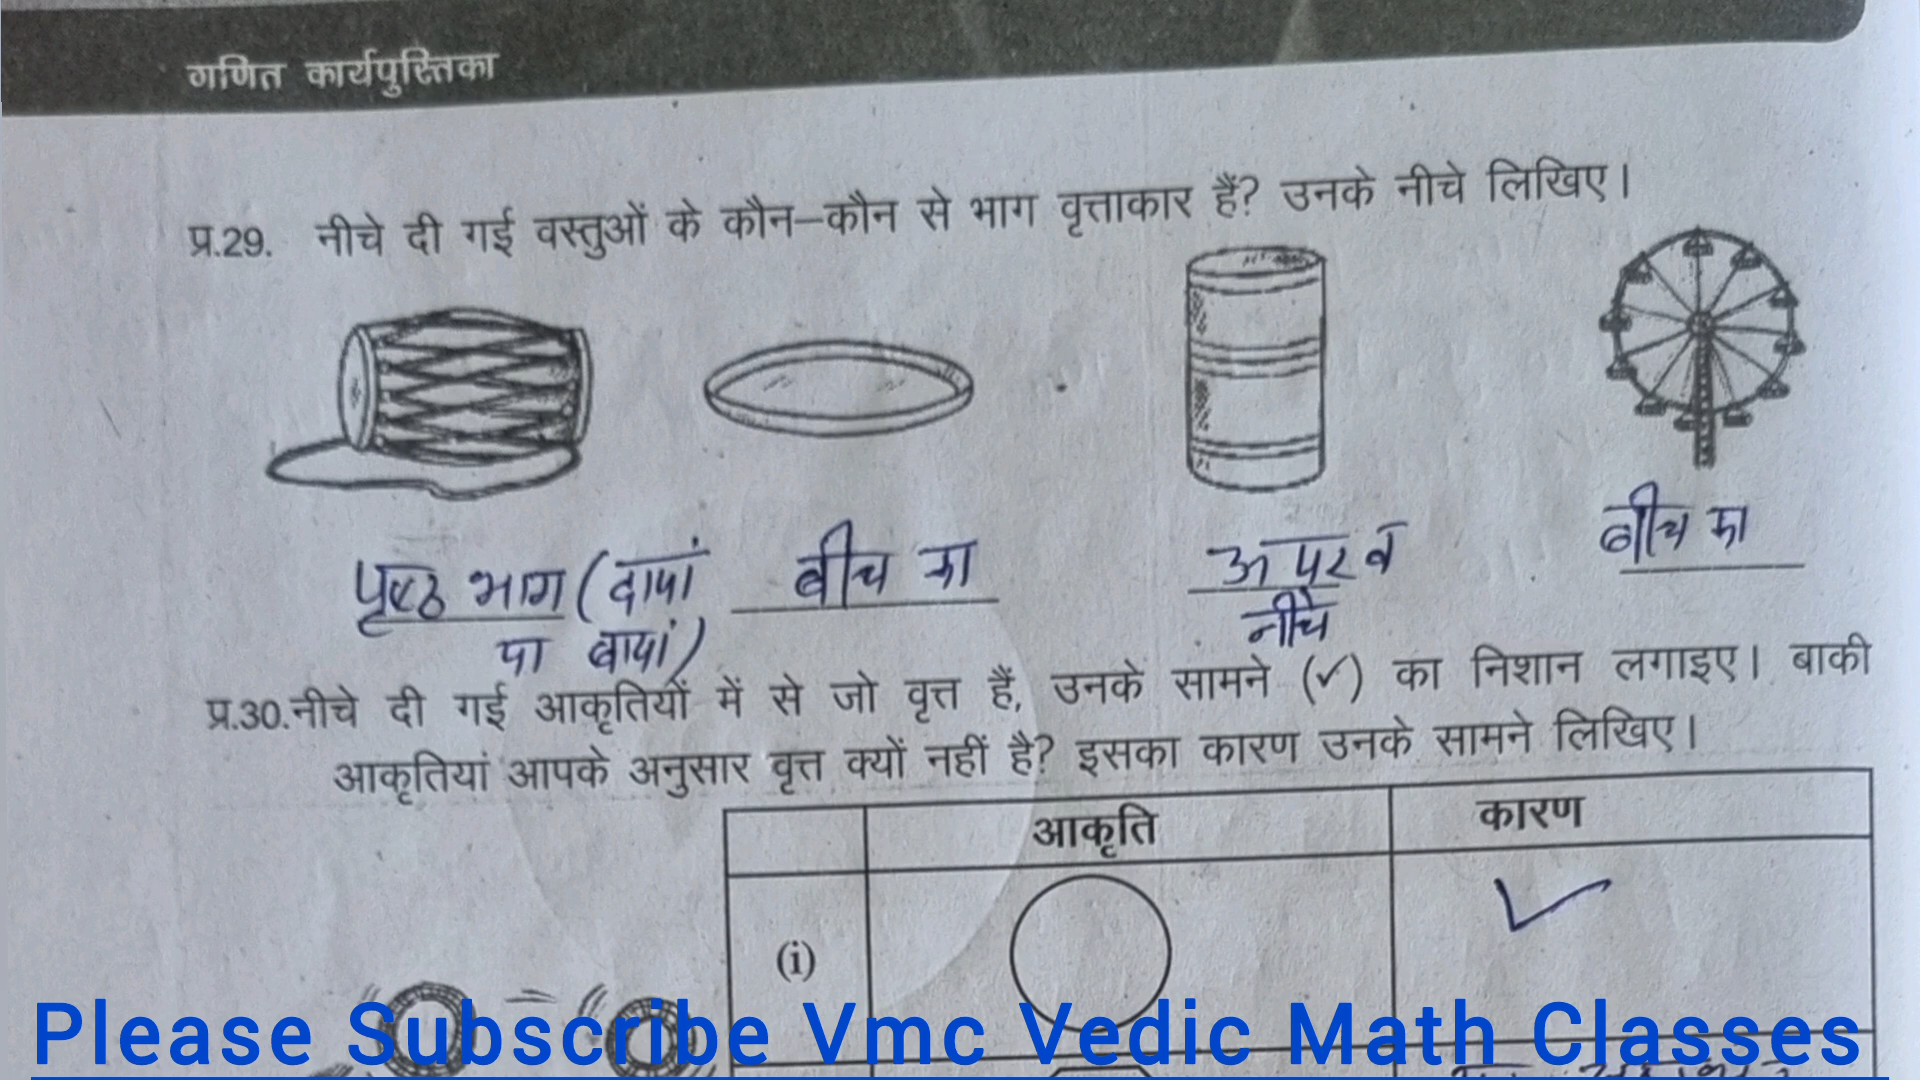 गणित कार्यपुस्तिका
प्र.29. नीचे दी गई वस्तुओं के कौन–कौन से भाग वृत्ताकार हैं? उनके नीचे लिखिए।
पृष्ठ भाग (दायां या बायां)
बीच का
ऊपर व नीचे
बीच का
प्र.30.नीचे दी गई आकृतियों में से जो वृत्त हैं, उनके सामने (✓) का निशान लगाइए। बाकी
आकृतियां आपके अनुसार वृत्त क्यों नहीं है? इसका कारण उनके सामने लिखिए।
आकृति कारण
(i) ✓
Please Subscribe Vmc Vedic Math Classes